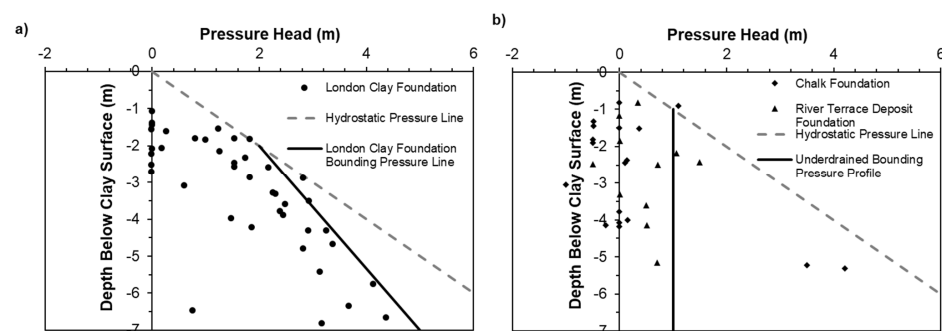 a)
Pressure Head (m)
-2 0 2 4 6
0
-1
-2
-3
-4
-5
-6
-7
Depth Below Clay Surface (m)
London Clay Foundation
Hydrostatic Pressure Line
London Clay Foundation
Bounding Pressure Line
b)
Pressure Head (m)
-2 0 2 4 6
0
-1
-2
-3
-4
-5
-6
-7
Depth Below Clay Surface (m)
Chalk Foundation
River Terrace Deposit
Foundation
Hydrostatic Pressure Line
Underdrained Bounding
Pressure Profile